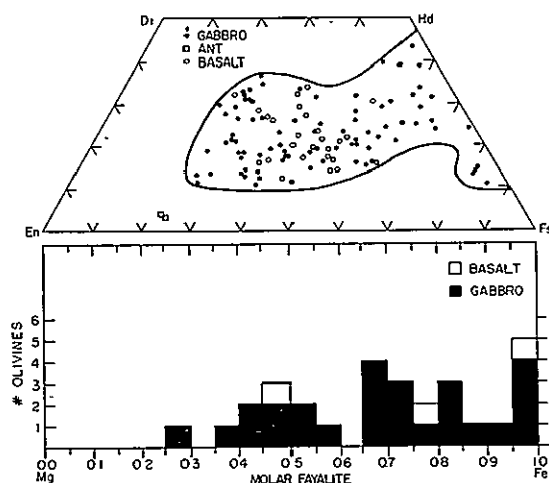 Di Hd
GABBRO
ANT
BASALT
En Fs
BASALT
GABBRO
6
5
4
3
2
1
# OLIVINES
0.0 0.1 0.2 0.3 0.4 0.5 0.6 0.7 0.8 0.9 1.0
Mg MOLAR FAYALITE Fe